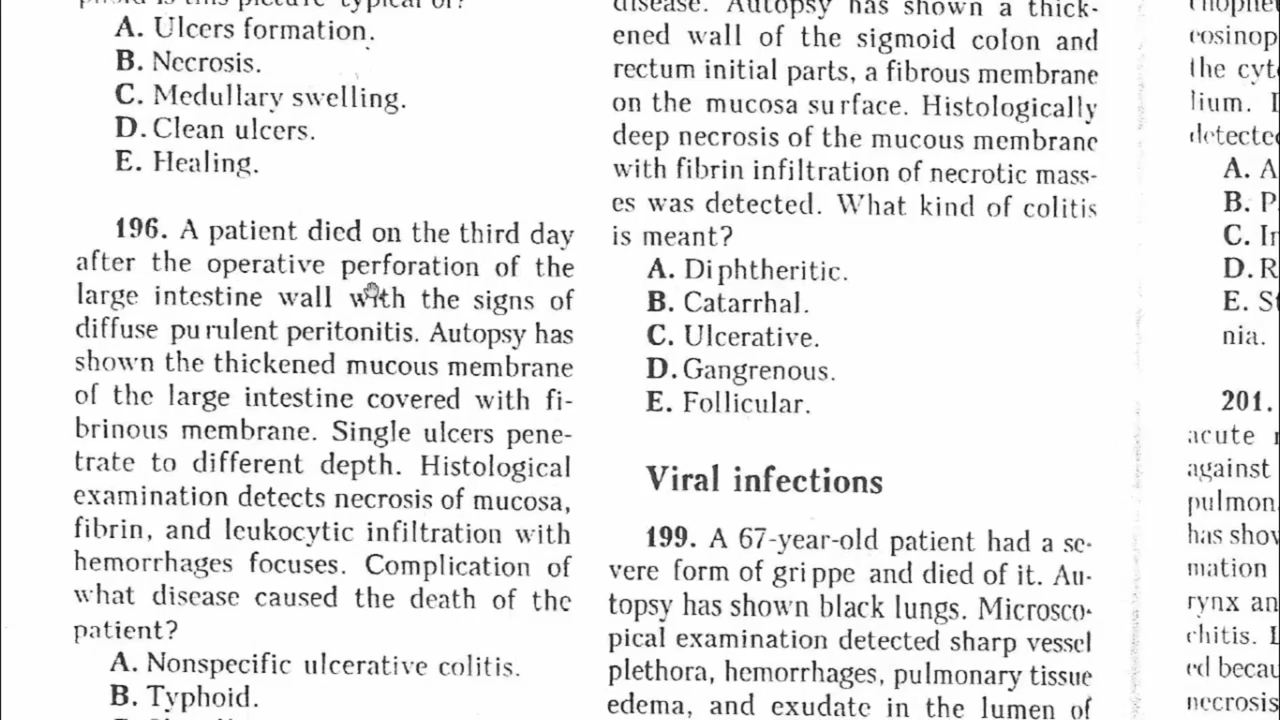 phoid is this picture typical of?
A. Ulcers formation.
B. Necrosis.
C. Medullary swelling.
D. Clean ulcers.
E. Healing.
196. A patient died on the third day
after the operative perforation of the
large intestine wall with the signs of
diffuse purulent peritonitis. Autopsy has
shown the thickened mucous membrane
of the large intestine covered with fi-
brinous membrane. Single ulcers pene-
trate to different depth. Histological
examination detects necrosis of mucosa,
fibrin, and leukocytic infiltration with
hemorrhages focuses. Complication of
what disease caused the death of the
patient?
A. Nonspecific ulcerative colitis.
B. Typhoid.
disease. Autopsy has shown a thick-
ened wall of the sigmoid colon and
rectum initial parts, a fibrous membrane
on the mucosa surface. Histologically
deep necrosis of the mucous membrane
with fibrin infiltration of necrotic mass-
es was detected. What kind of colitis
is meant?
A. Diphtheritic.
B. Catarrhal.
C. Ulcerative.
D. Gangrenous.
E. Follicular.
Viral infections
199. A 67-year-old patient had a se-
vere form of grippe and died of it. Au-
topsy has shown black lungs. Microsco-
pical examination detected sharp vessel
plethora, hemorrhages, pulmonary tissue
edema, and exudate in the lumen of
eosinop
the cyt
lium.
detecte
A. A
B. P
C. In
D. R
E. S
nia.
201.
acute
against
pulmon
has shov
mation
rynx an
chitis.
ed becau
necrosis